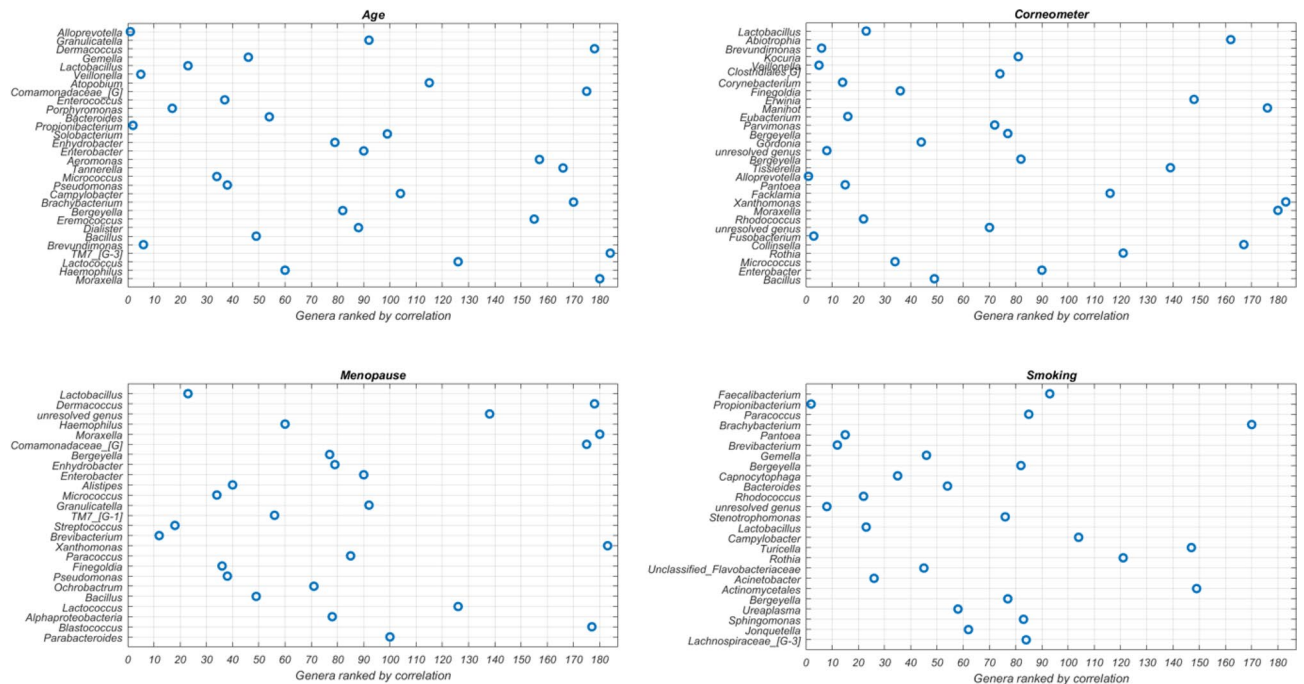 Age
Alloprevotella
Granulicatella
Dermacoccus
Gemella
Lactobacillus
Veillonella
Atopobium
Comamonadaceae_[G]
Enterococcus
Porphyromonas
Bacteroides
Propionibacterium
Solobacterium
Enhydrobacter
Enterobacter
Aeromonas
Tannerella
Micrococcus
Pseudomonas
Campylobacter
Brachybacterium
Bergeyella
Eremococcus
Dialister
Bacillus
Brevundimonas
TM7_[G-3]
Lactococcus
Haemophilus
Moraxella
0 10 20 30 40 50 60 70 80 90 100 110 120 130 140 150 160 170 180
Genera ranked by correlation
Corneometer
Lactobacillus
Abiotrophia
Brevundimonas
Kocuria
Veillonella
Clostridiales_G]
Corynebacterium
Finegoldia
Erwinia
Manihot
Eubacterium
Parvimonas
Bergeyella
Gordonia
unresolved genus
Bergeyella
Tissierella
Alloprevotella
Pantoea
Facklamia
Xanthomonas
Moraxella
Rhodococcus
unresolved genus
Fusobacterium
Collinsella
Rothia
Micrococcus
Enterobacter
Bacillus
0 10 20 30 40 50 60 70 80 90 100 110 120 130 140 150 160 170 180
Genera ranked by correlation
Menopause
Lactobacillus
Dermacoccus
unresolved genus
Haemophilus
Moraxella
Comamonadaceae_[G]
Bergeyella
Enhydrobacter
Enterobacter
Alistipes
Micrococcus
Granulicatella
TM7_[G-1]
Streptococcus
Brevibacterium
Xanthomonas
Paracoccus
Finegoldia
Pseudomonas
Ochrobactrum
Bacillus
Lactococcus
Alphaproteobacteria
Blastococcus
Parabacteroides
0 10 20 30 40 50 60 70 80 90 100 110 120 130 140 150 160 170 180
Genera ranked by correlation
Smoking
Faecalibacterium
Propionibacterium
Paracoccus
Brachybacterium
Pantoea
Brevibacterium
Gemella
Bergeyella
Capnocytophaga
Bacteroides
Rhodococcus
unresolved genus
Stenotrophomonas
Lactobacillus
Campylobacter
Turicella
Rothia
Unclassified_Flavobacteriaceae
Acinetobacter
Actinomycetales
Bergeyella
Ureaplasma
Sphingomonas
Jonquetella
Lachnospiraceae_[G-3]
0 10 20 30 40 50 60 70 80 90 100 110 120 130 140 150 160 170 180
Genera ranked by correlation